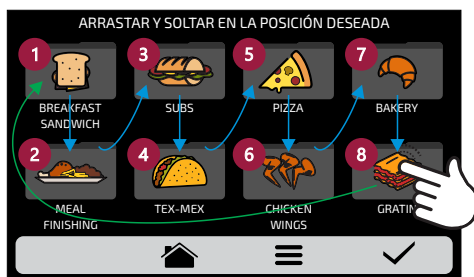 ARRASTAR Y SOLTAR EN LA POSICIÓN DESEADA
1
3
5
7
BREAKFAST
SANDWICH
SUBS
PIZZA
BAKERY
2
4
6
8
MEAL
FINISHING
TEX-MEX
CHICKEN
WINGS
GRATIN